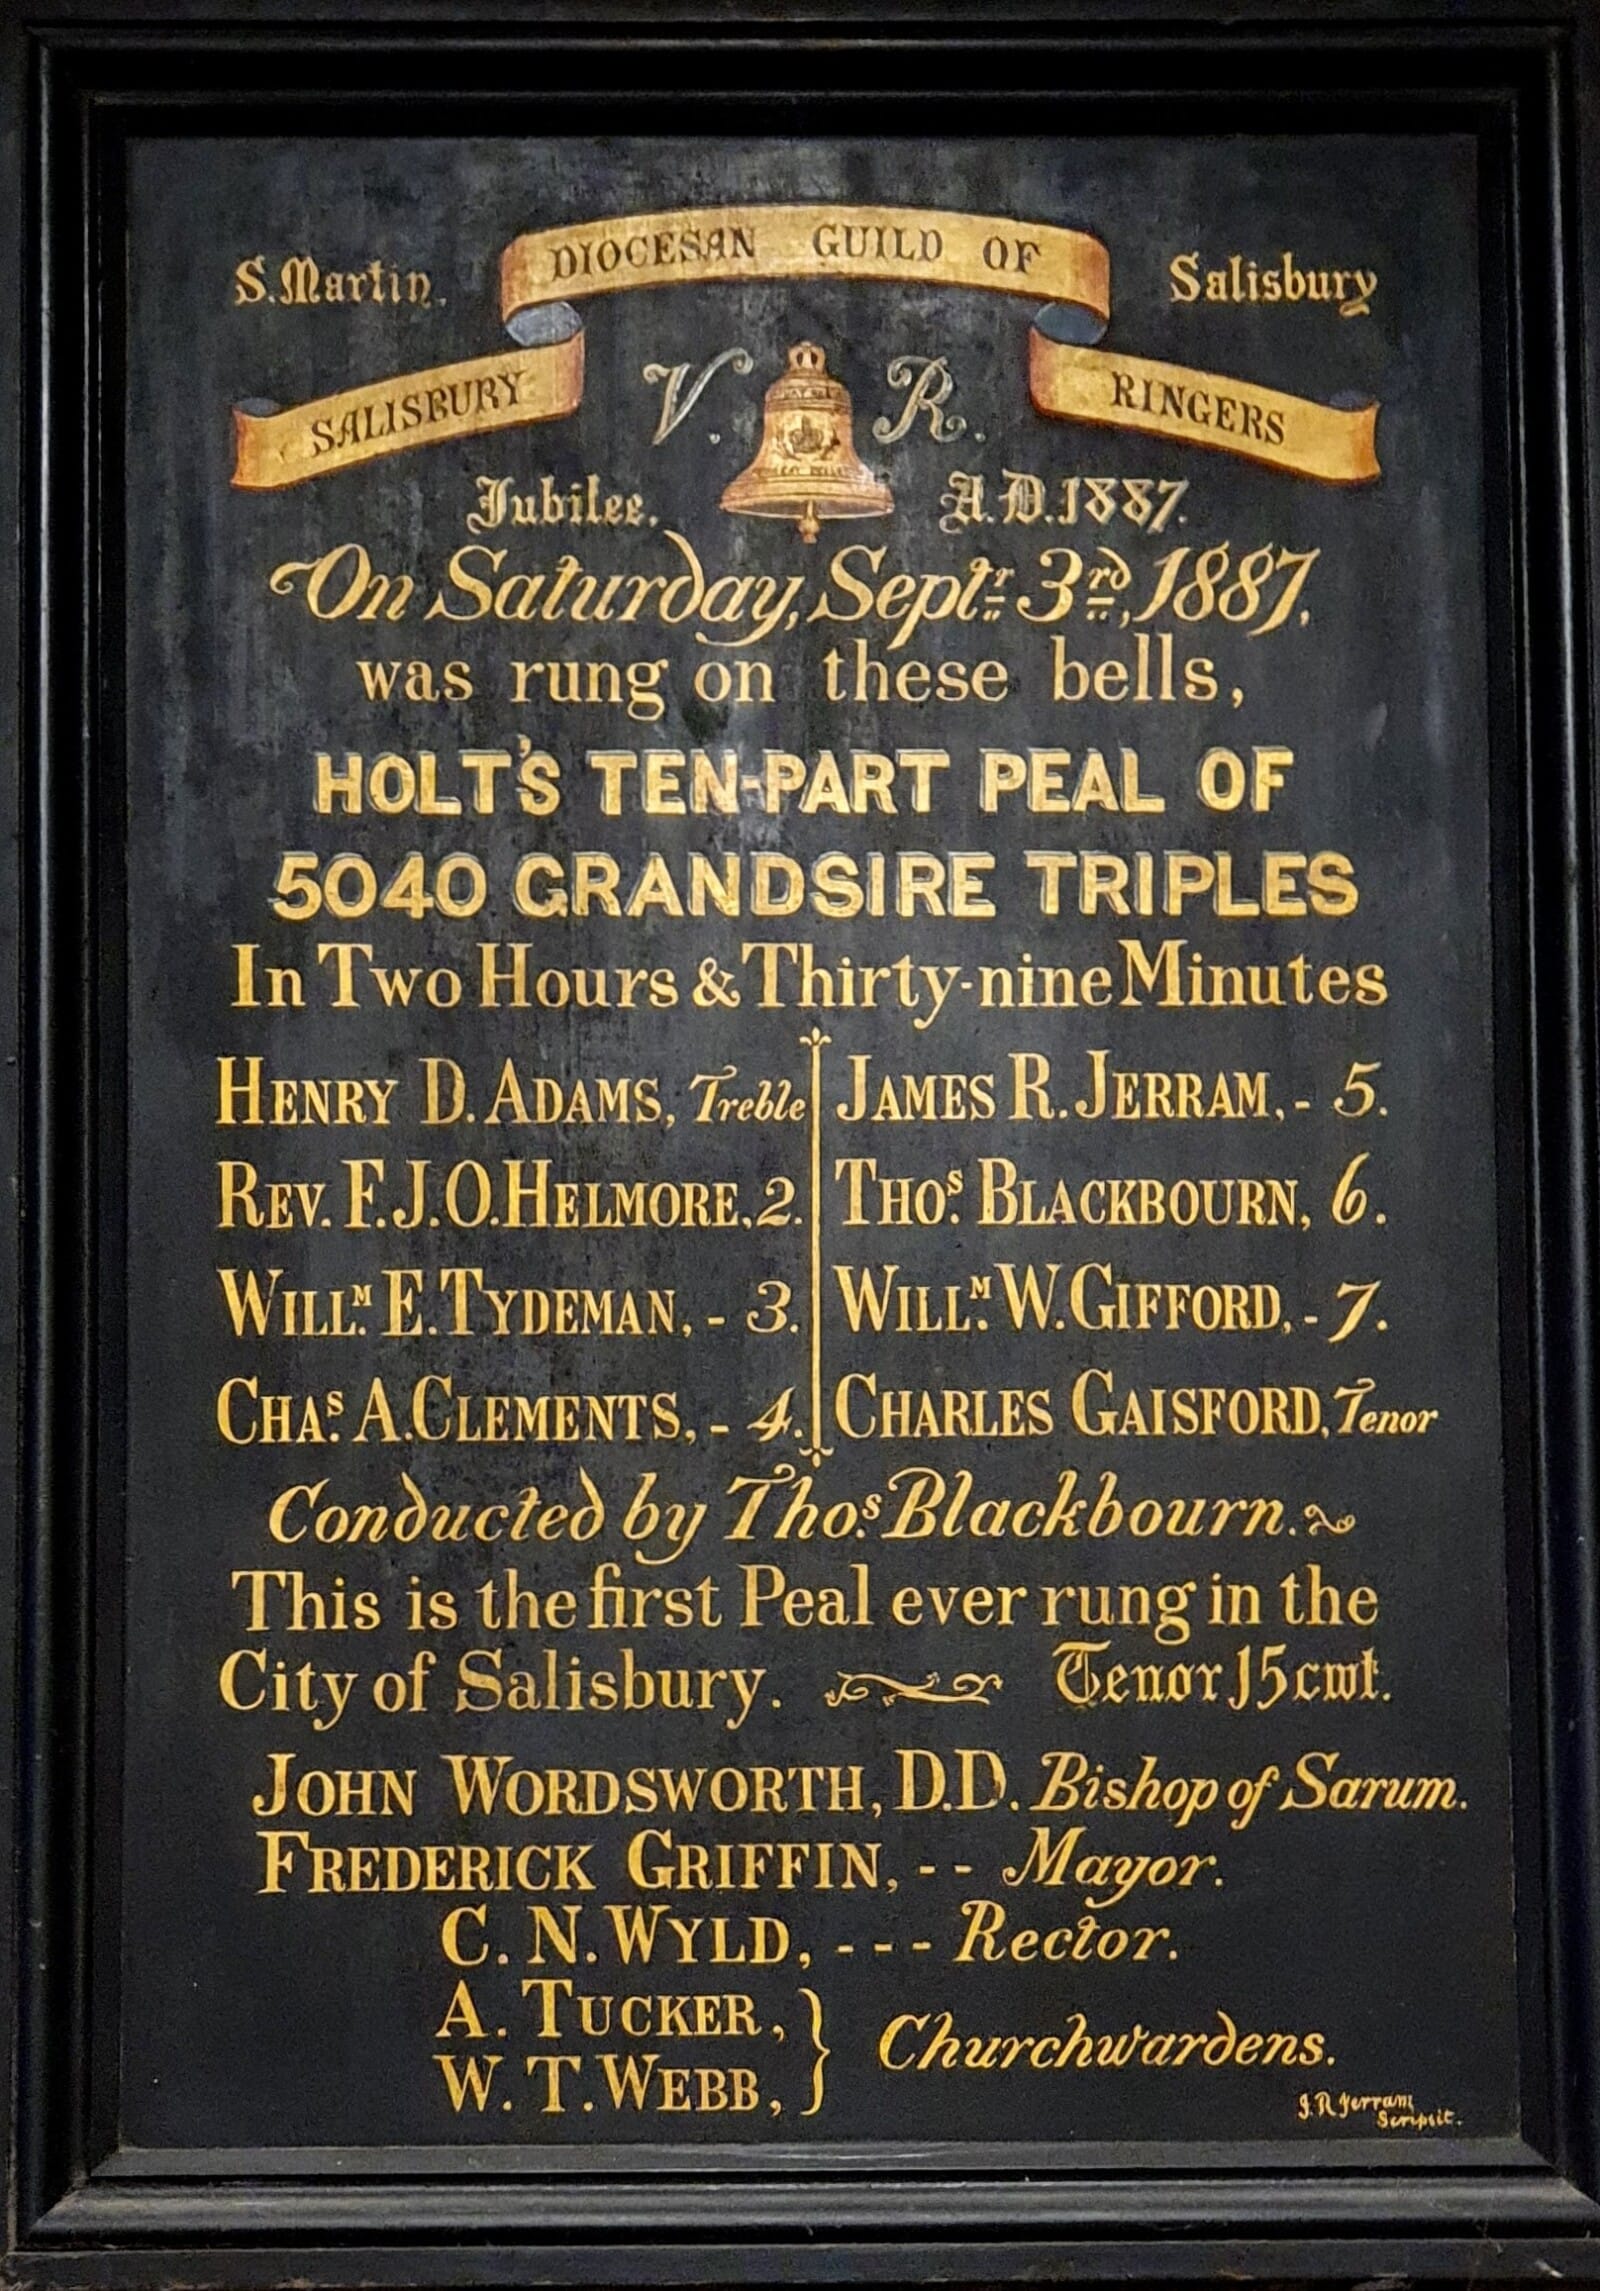 S. Martin. Salisbury
SALISBURY DIOCESAN GUILD OF RINGERS
V. R.
Jubilee. A.D. 1887.
On Saturday, Septr. 3rd, 1887,
was rung on these bells,
HOLT'S TEN-PART PEAL OF
5040 GRANDSIRE TRIPLES
In Two Hours & Thirty-nine Minutes
HENRY D. ADAMS, Treble
REV. F. J. O. HELMORE, 2.
WILLM. E. TYDEMAN, - 3.
CHAS. A. CLEMENTS, - 4.
JAMES R. JERRAM, - 5.
THOS. BLACKBOURN, 6.
WILLM. W. GIFFORD, - 7.
CHARLES GAISFORD, Tenor
Conducted by Thos. Blackbourn.
This is the first Peal ever rung in the
City of Salisbury. Tenor 15 cwt.
JOHN WORDSWORTH, D.D. Bishop of Sarum.
FREDERICK GRIFFIN, - - Mayor.
C. N. WYLD, - - - Rector.
A. TUCKER,
W. T. WEBB, } Churchwardens.
J. R. Jerram
Scripsit.